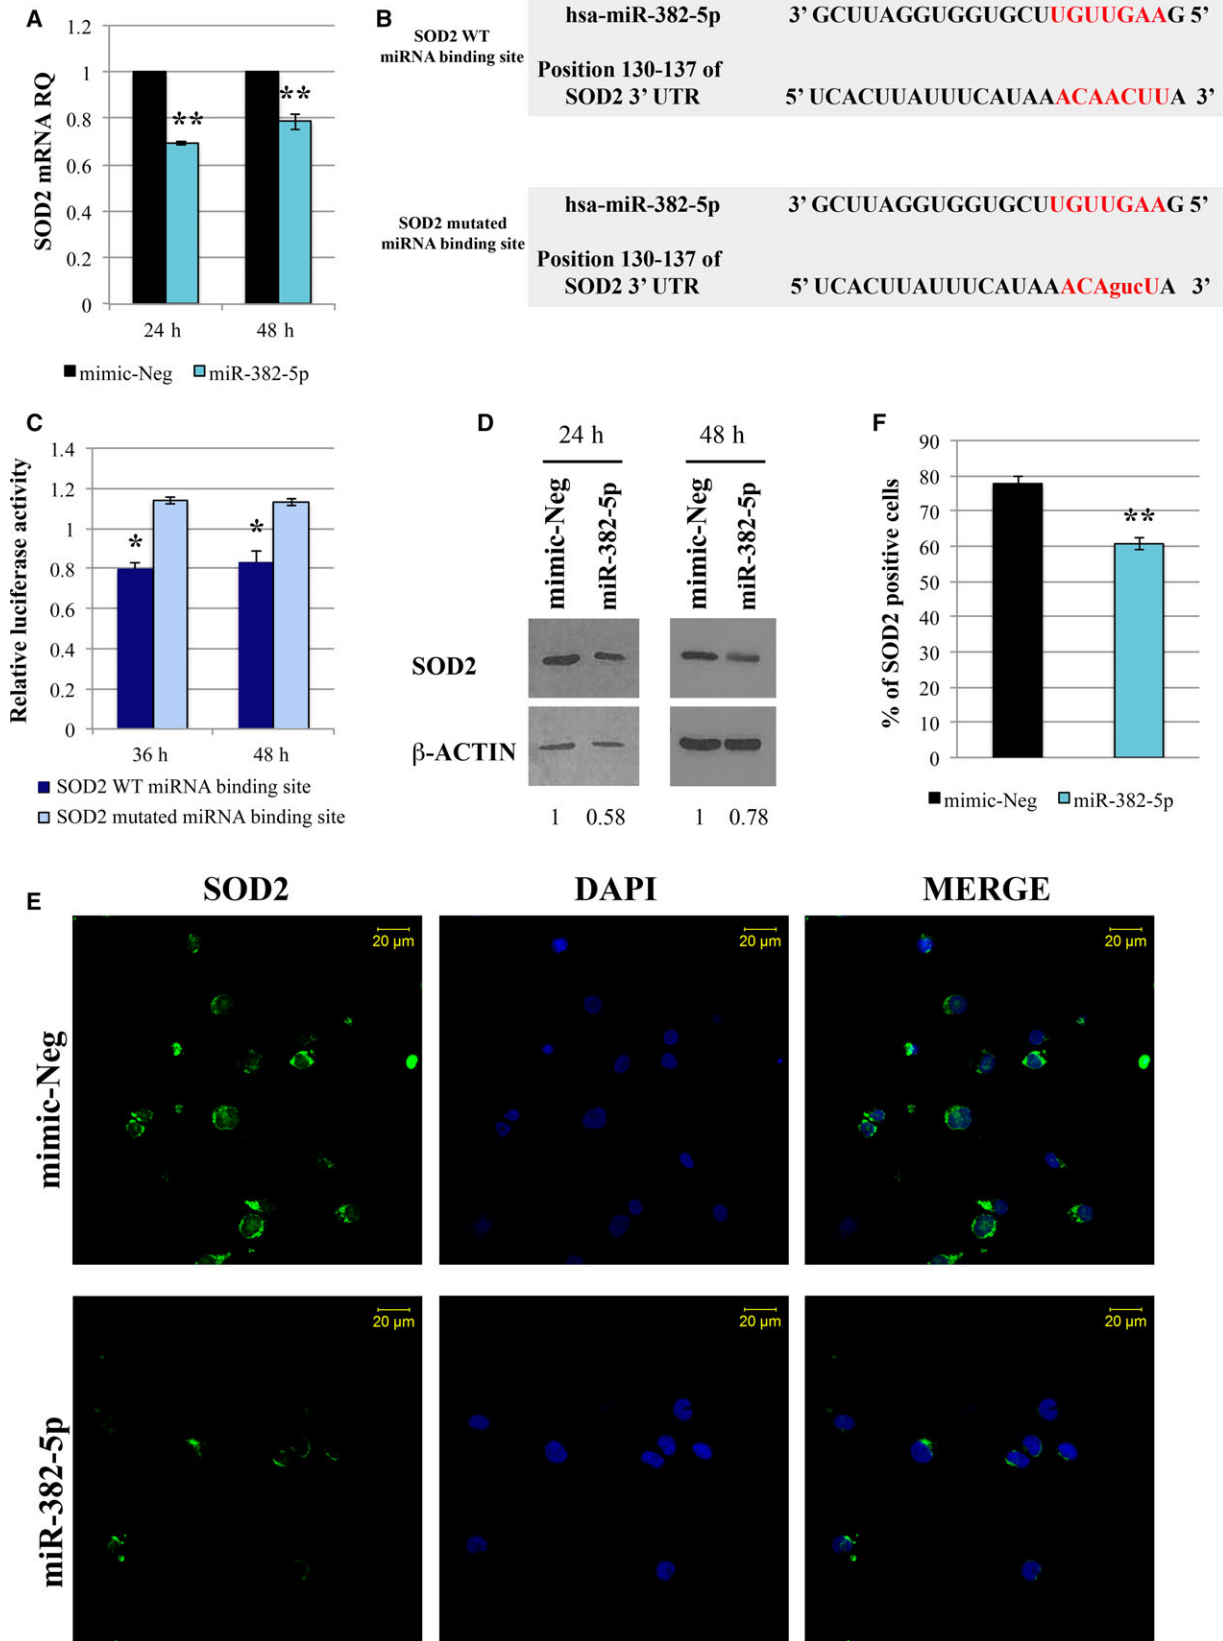 A
1.2
1
0.8
0.6
0.4
0.2
0
SOD2 mRNA RQ
**
**
24 h
48 h
mimic-Neg
miR-382-5p
B
SOD2 WT
miRNA binding site
hsa-miR-382-5p
3’ GCUUAGGUGGUGCUUGUUGAAG 5’
Position 130-137 of
SOD2 3’ UTR
5’ UCACUUAUUUCAUAAACAACUUA 3’
SOD2 mutated
miRNA binding site
hsa-miR-382-5p
3’ GCUUAGGUGGUGCUUGUUGAAG 5’
Position 130-137 of
SOD2 3’ UTR
5’ UCACUUAUUUCAUAAACAgucUA 3’
C
1.4
1.2
1
0.8
0.6
0.4
0.2
0
Relative luciferase activity
*
*
36 h
48 h
SOD2 WT miRNA binding site
SOD2 mutated miRNA binding site
D
24 h
48 h
mimic-Neg
miR-382-5p
mimic-Neg
miR-382-5p
SOD2
β-ACTIN
1
0.58
1
0.78
F
90
80
70
60
50
40
30
20
10
0
% of SOD2 positive cells
**
mimic-Neg
miR-382-5p
E
SOD2
DAPI
MERGE
mimic-Neg
20 µm
20 µm
20 µm
miR-382-5p
20 µm
20 µm
20 µm